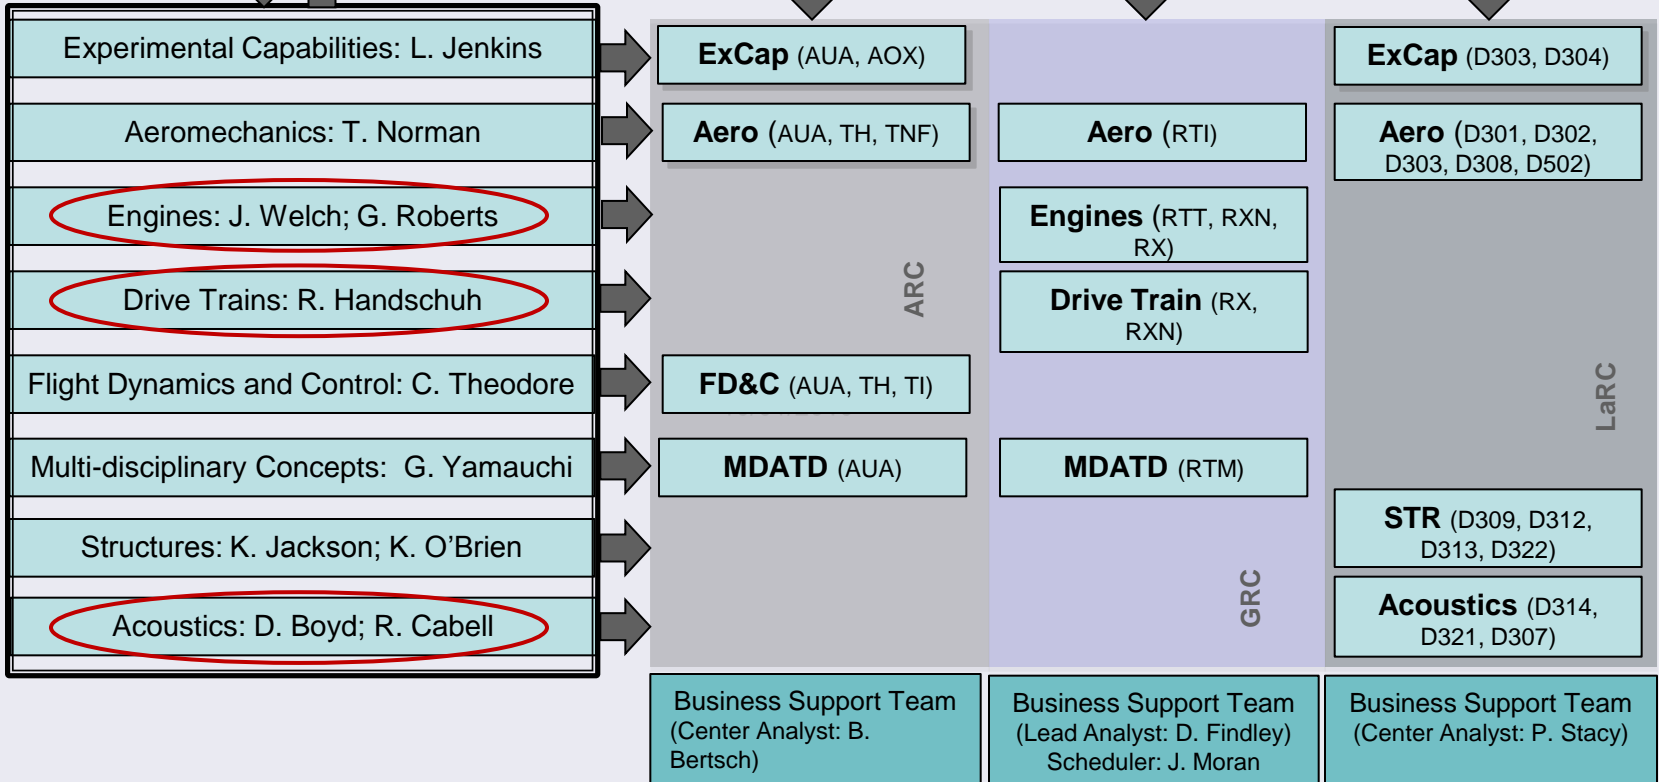 Experimental Capabilities: L. Jenkins
ExCap (AUA, AOX)
ExCap (D303, D304)
Aeromechanics: T. Norman
Aero (AUA, TH, TNF)
Aero (RTI)
Aero (D301, D302,
D303, D308, D502)
Engines: J. Welch; G. Roberts
Engines (RTT, RXN,
RX)
Drive Trains: R. Handschuh
ARC
Drive Train (RX,
RXN)
Flight Dynamics and Control: C. Theodore
FD&C (AUA, TH, TI)
LaRC
Multi-disciplinary Concepts: G. Yamauchi
MDATD (AUA)
MDATD (RTM)
Structures: K. Jackson; K. O’Brien
STR (D309, D312,
D313, D322)
Acoustics: D. Boyd; R. Cabell
GRC
Acoustics (D314,
D321, D307)
Business Support Team
(Center Analyst: B.
Bertsch)
Business Support Team
(Lead Analyst: D. Findley)
Scheduler: J. Moran
Business Support Team
(Center Analyst: P. Stacy)